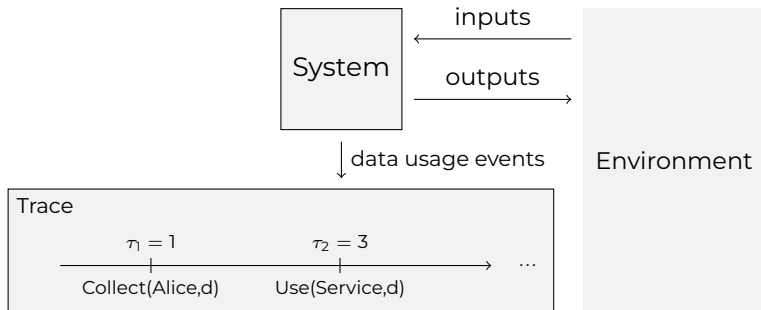 inputs
System
outputs
data usage events
Environment
Trace
τ₁ = 1
τ₂ = 3
...
Collect(Alice,d)
Use(Service,d)